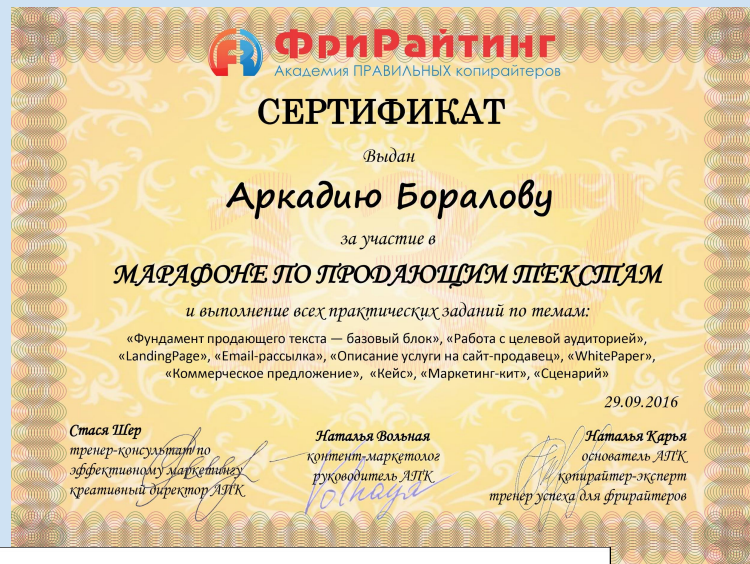 ФриРайтинг
Академия ПРАВИЛЬНЫХ копирайтеров
СЕРТИФИКАТ
Выдан
Аркадию Боралову
за участие в
МАРАФОНЕ ПО ПРОДАЮЩИМ ТЕКСТАМ
и выполнение всех практических заданий по темам:
«Фундамент продающего текста — базовый блок», «Работа с целевой аудиторией»,
«LandingPage», «Email-рассылка», «Описание услуги на сайт-продавец», «WhitePaper»,
«Коммерческое предложение», «Кейс», «Маркетинг-кит», «Сценарий»
29.09.2016
Стася Шер
тренер-консультат по
эффективному маркетингу
креативный директор АПК
Наталья Вольная
контент-маркетолог
руководитель АПК
Volnaya
Наталья Карья
основатель АПК
копирайтер-эксперт
тренер успеха для фрирайтеров